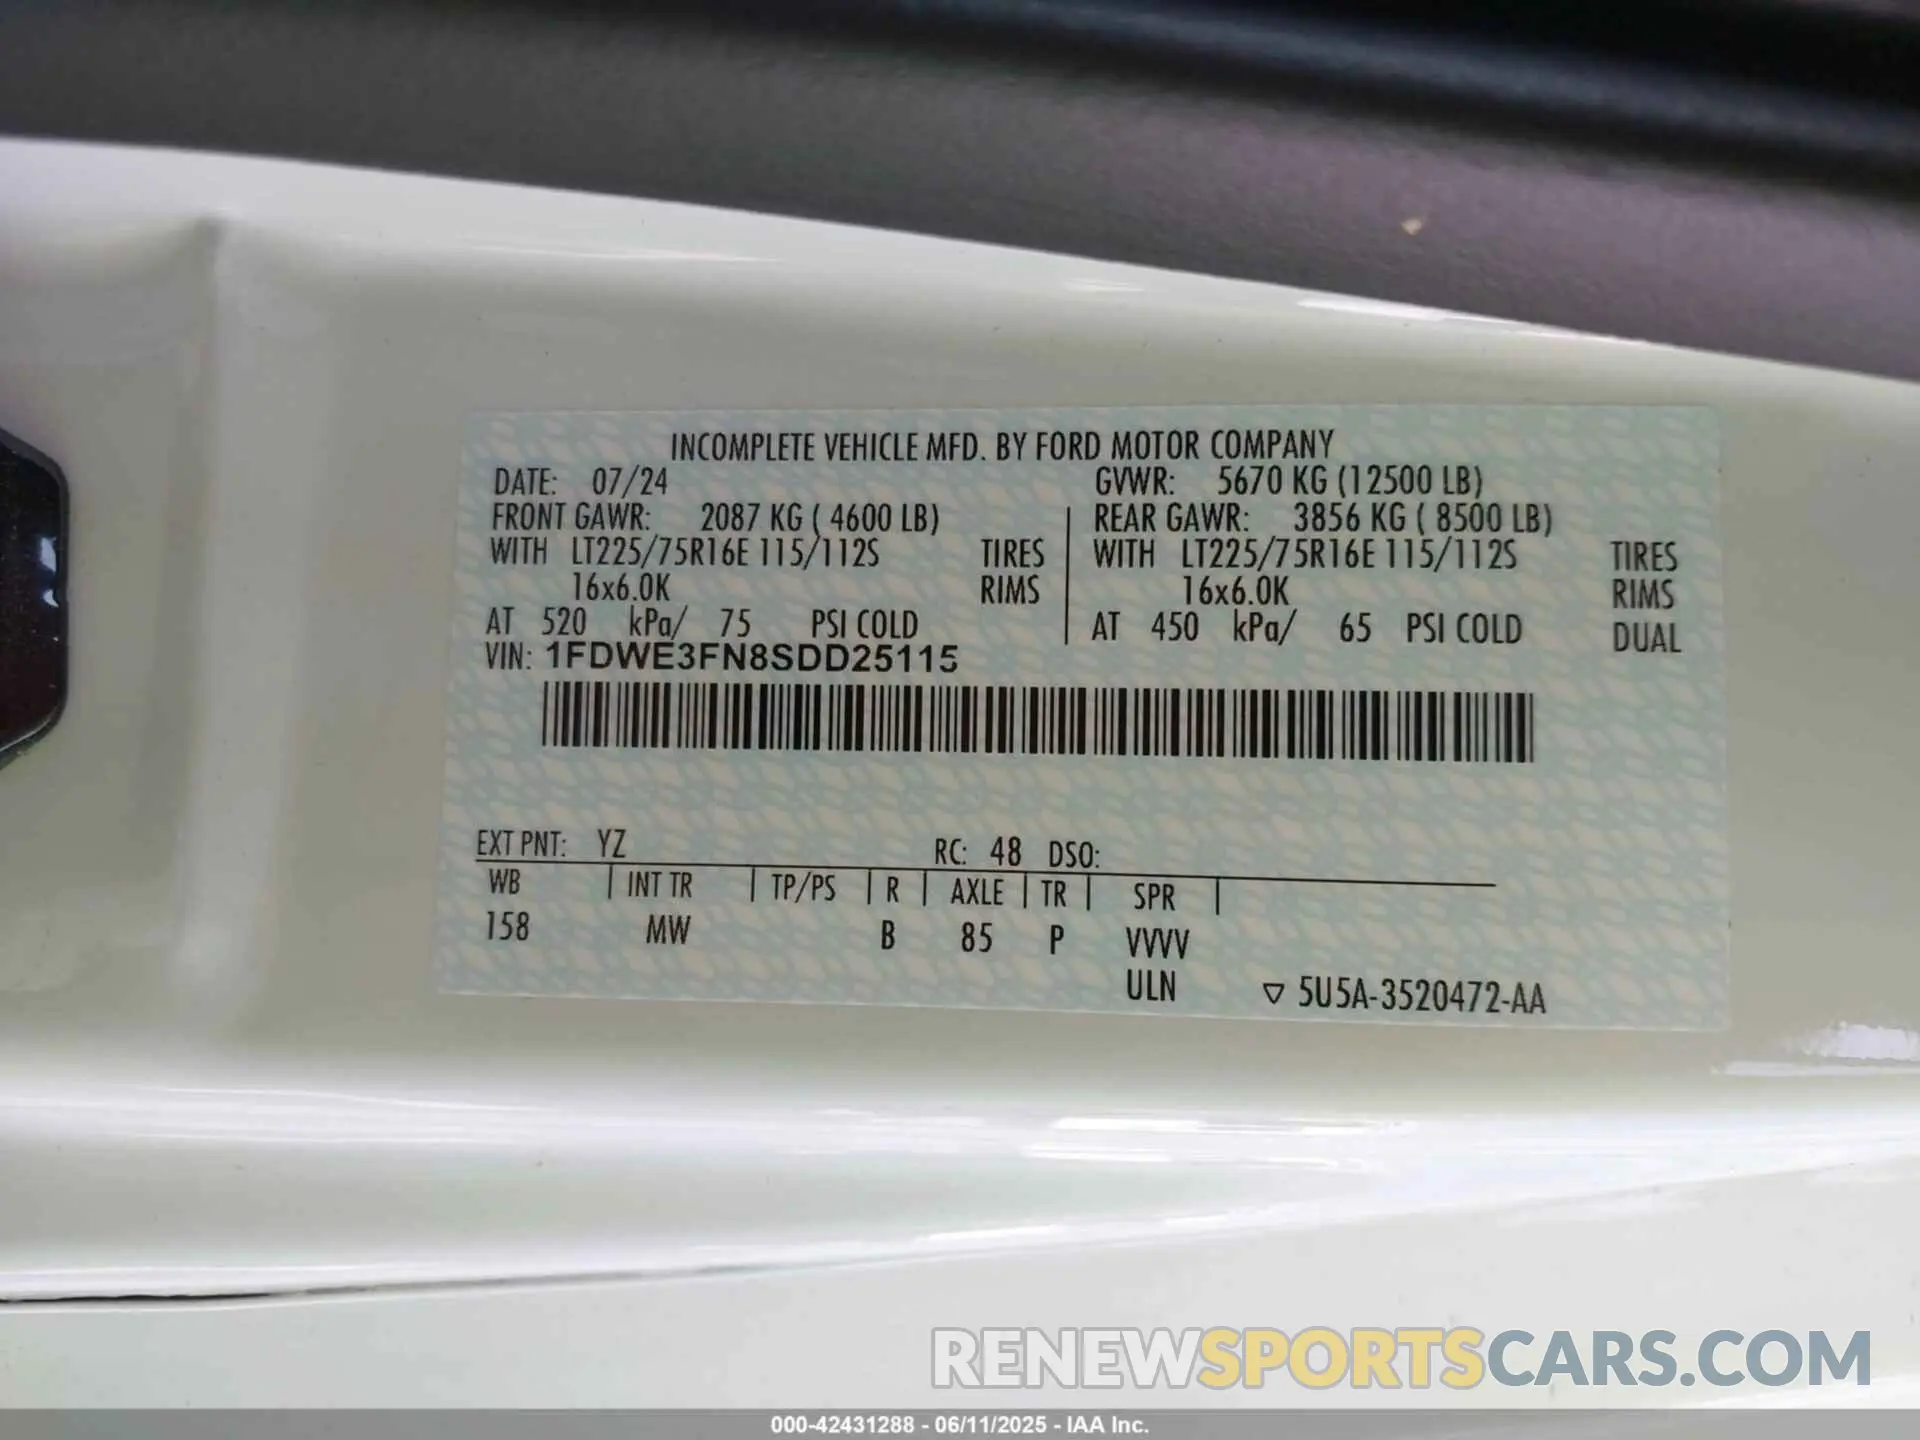 INCOMPLETE VEHICLE MFD. BY FORD MOTOR COMPANY
DATE: 07/24 GVWR: 5670 KG (12500 LB)
FRONT GAWR: 2087 KG ( 4600 LB) REAR GAWR: 3856 KG ( 8500 LB)
WITH LT225/75R16E 115/112S TIRES WITH LT225/75R16E 115/112S TIRES
16x6.0K RIMS 16x6.0K RIMS
AT 520 kPa/ 75 PSI COLD AT 450 kPa/ 65 PSI COLD DUAL
VIN: 1FDWE3FN8SDD25115
EXT PNT: YZ RC: 48 DSO:
WB INT TR TP/PS R AXLE TR SPR
158 MW B 85 P VVVV
ULN ▽ 5U5A-3520472-AA
RENEWSPORTSCARS.COM
000-42431288 - 06/11/2025 - IAA Inc.